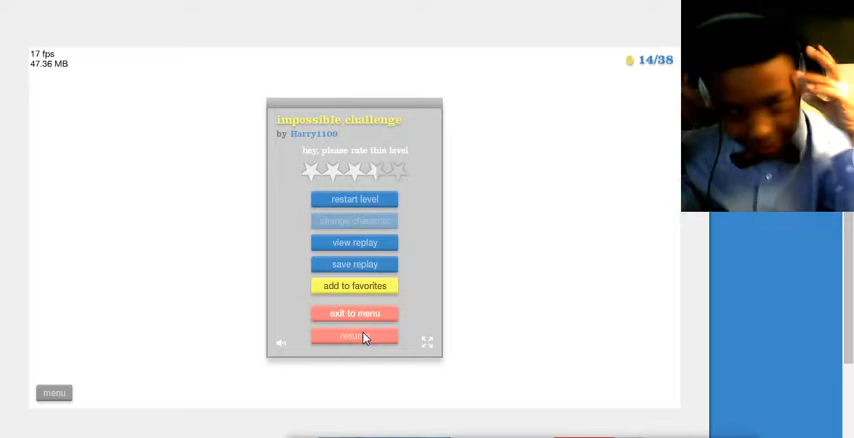 17 fps
47.36 MB
14/38
impossible challenge
by Harry1109
hey, please rate this level
restart level
change character
view replay
save replay
add to favorites
exit to menu
resume
menu